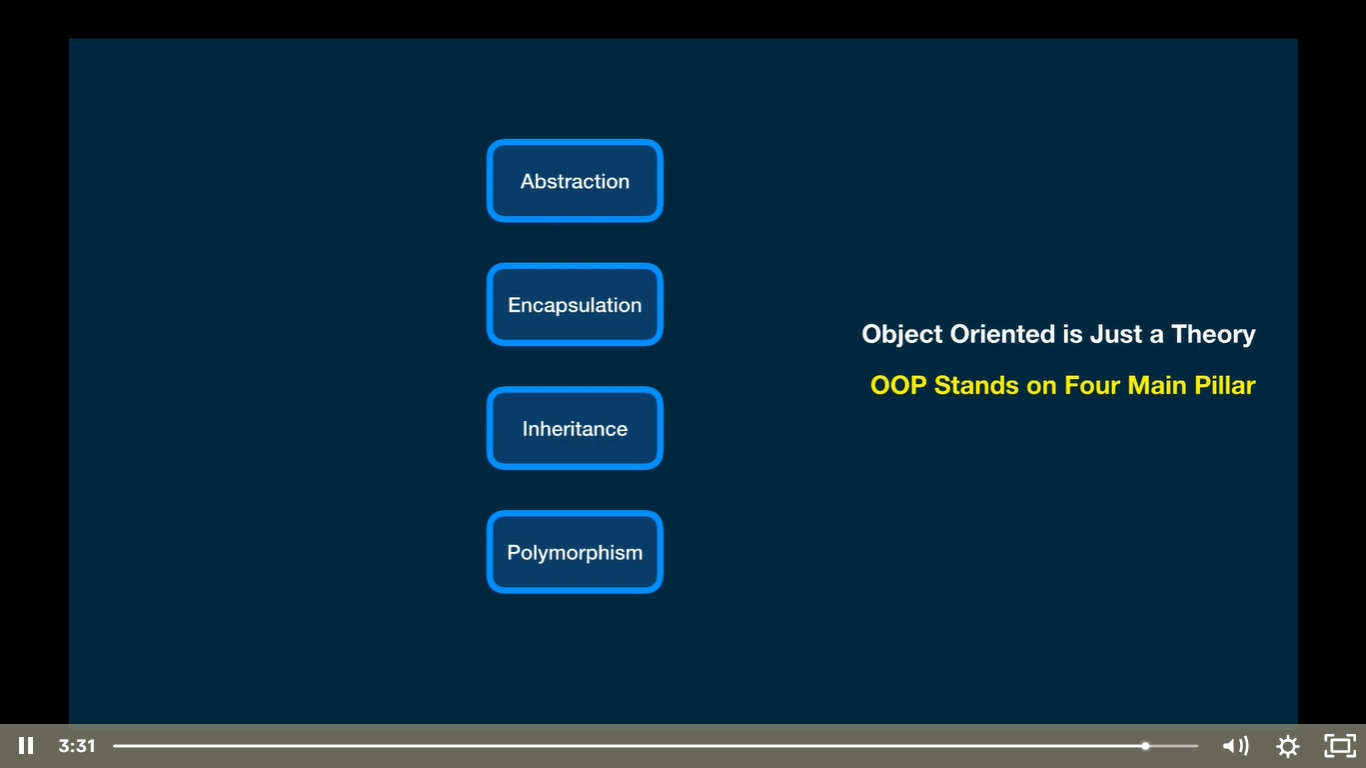 Abstraction
Encapsulation
Inheritance
Polymorphism
Object Oriented is Just a Theory
OOP Stands on Four Main Pillar
3:31